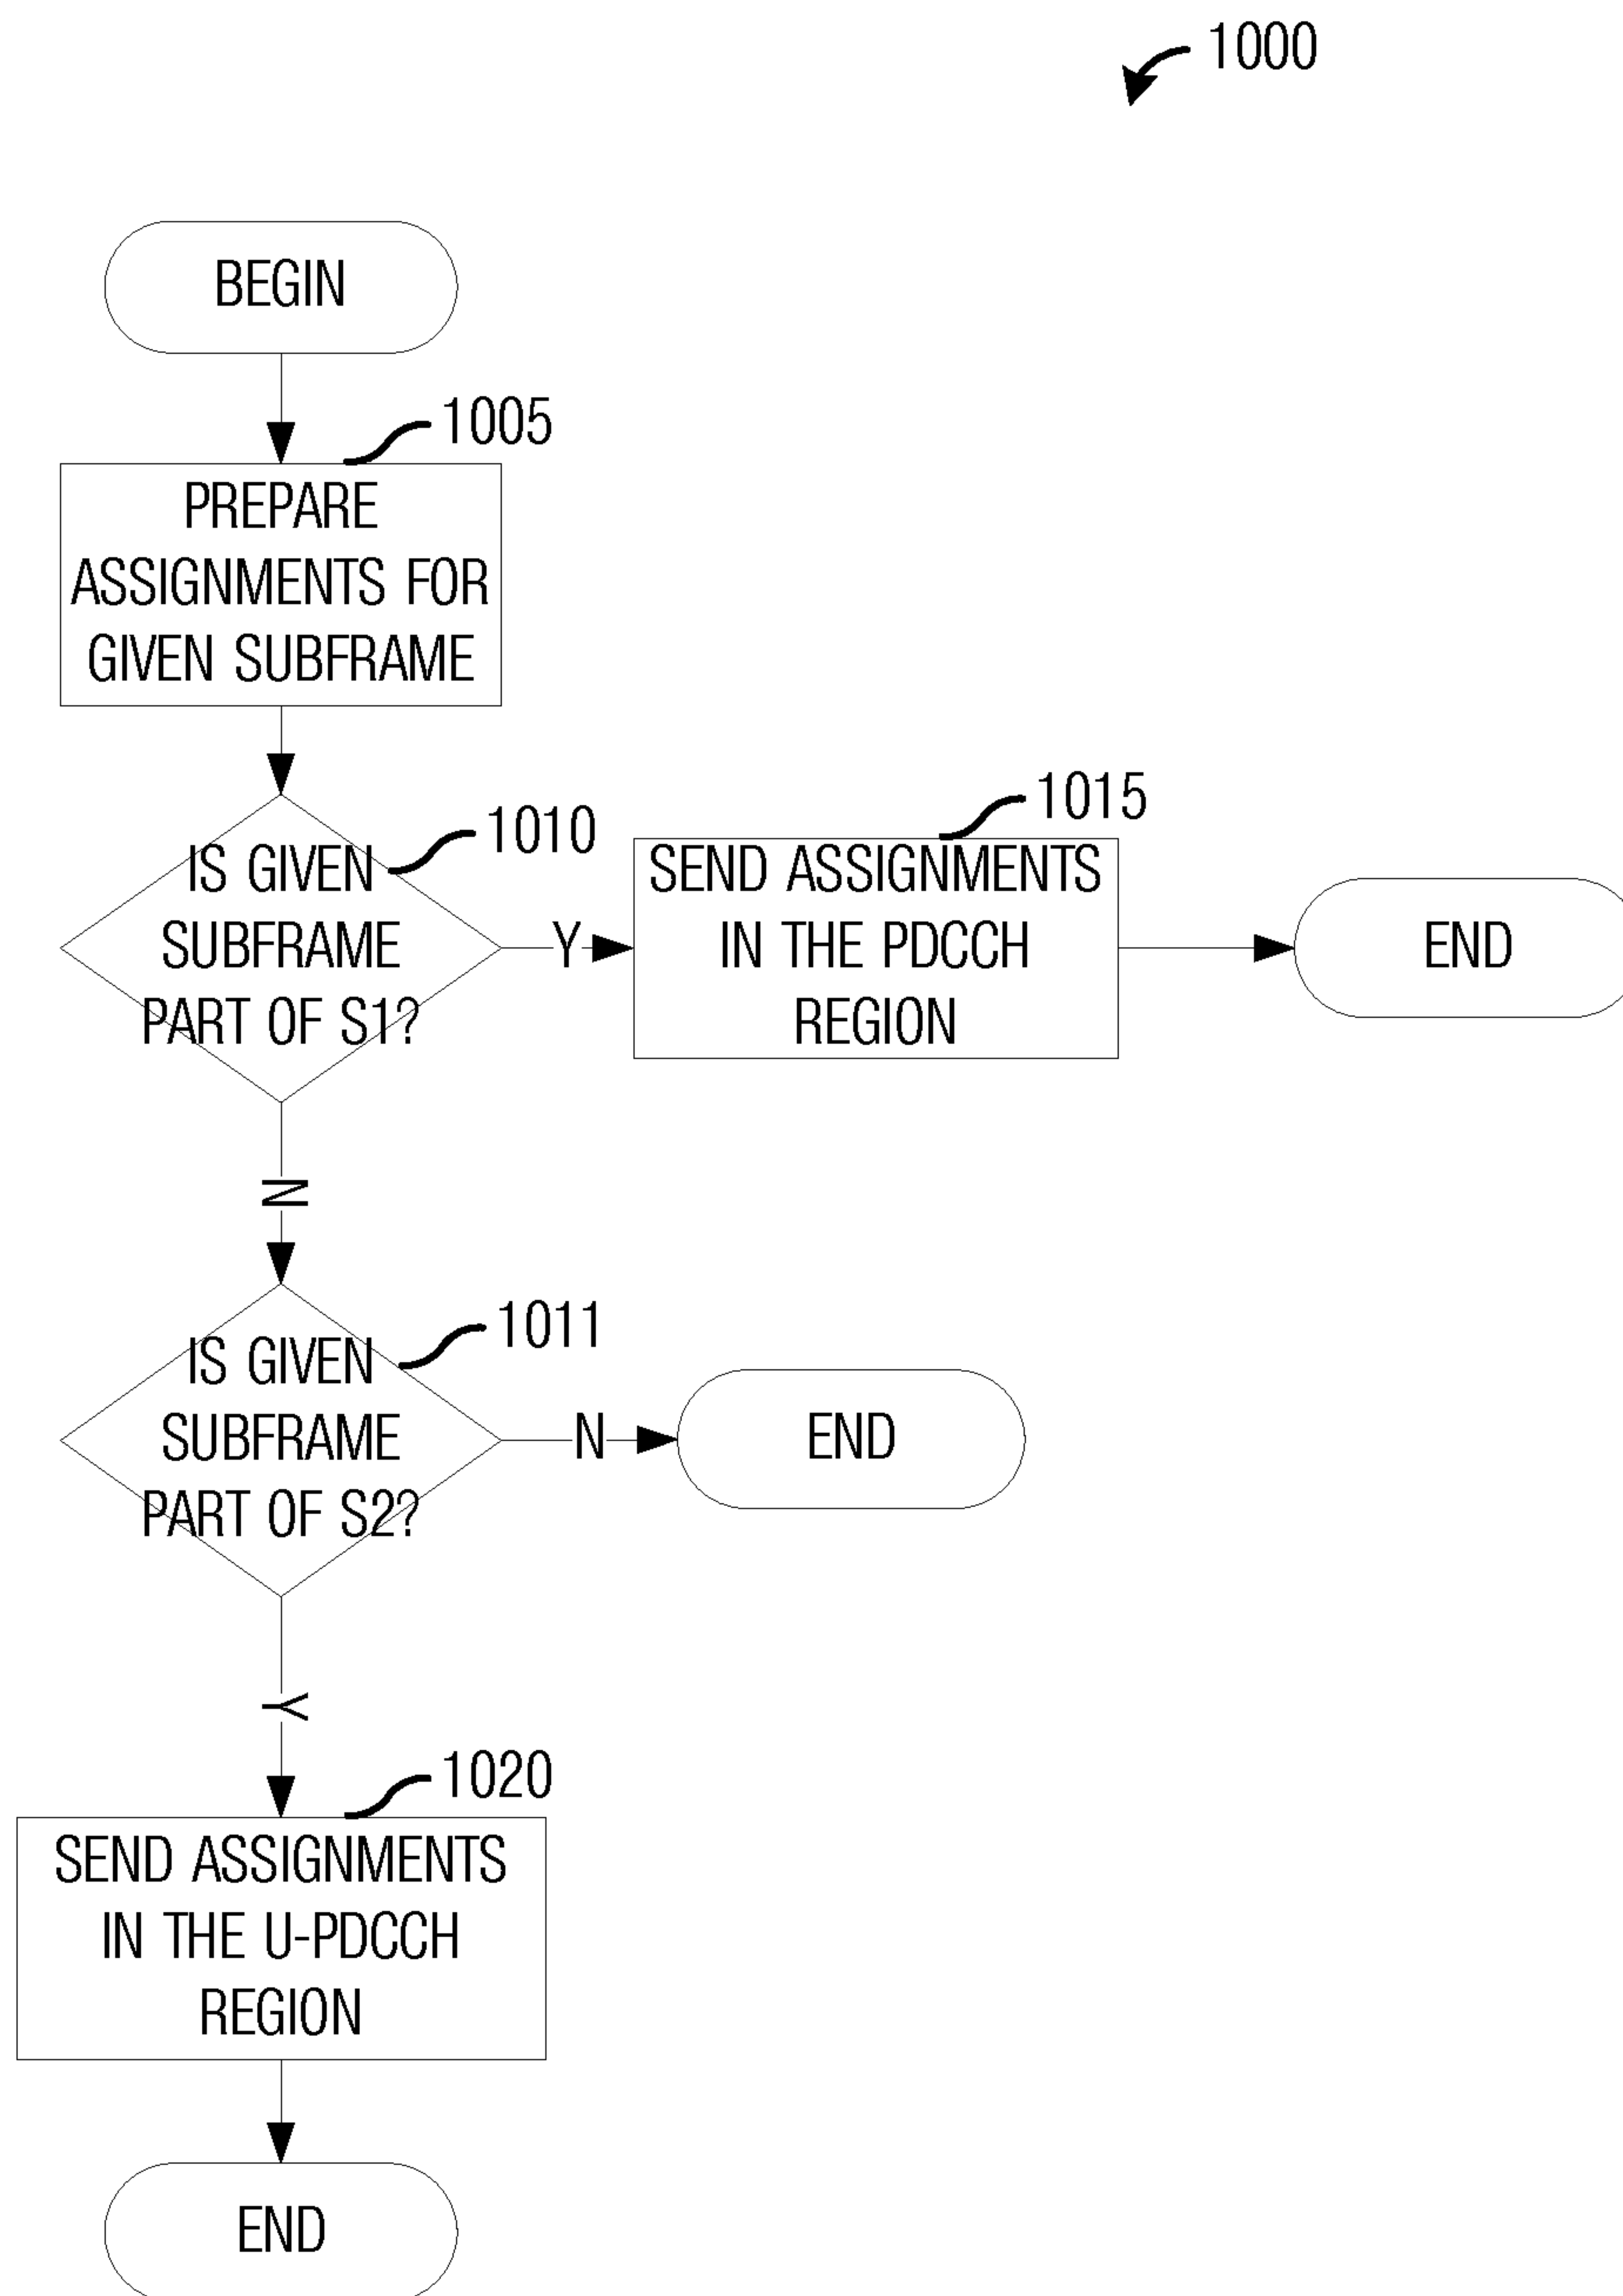 1000
BEGIN
1005
PREPARE
ASSIGNMENTS FOR
GIVEN SUBFRAME
1010
IS GIVEN
SUBFRAME
PART OF S1?
Y
1015
SEND ASSIGNMENTS
IN THE PDCCH
REGION
END
N
1011
IS GIVEN
SUBFRAME
PART OF S2?
N
END
Y
1020
SEND ASSIGNMENTS
IN THE U-PDCCH
REGION
END